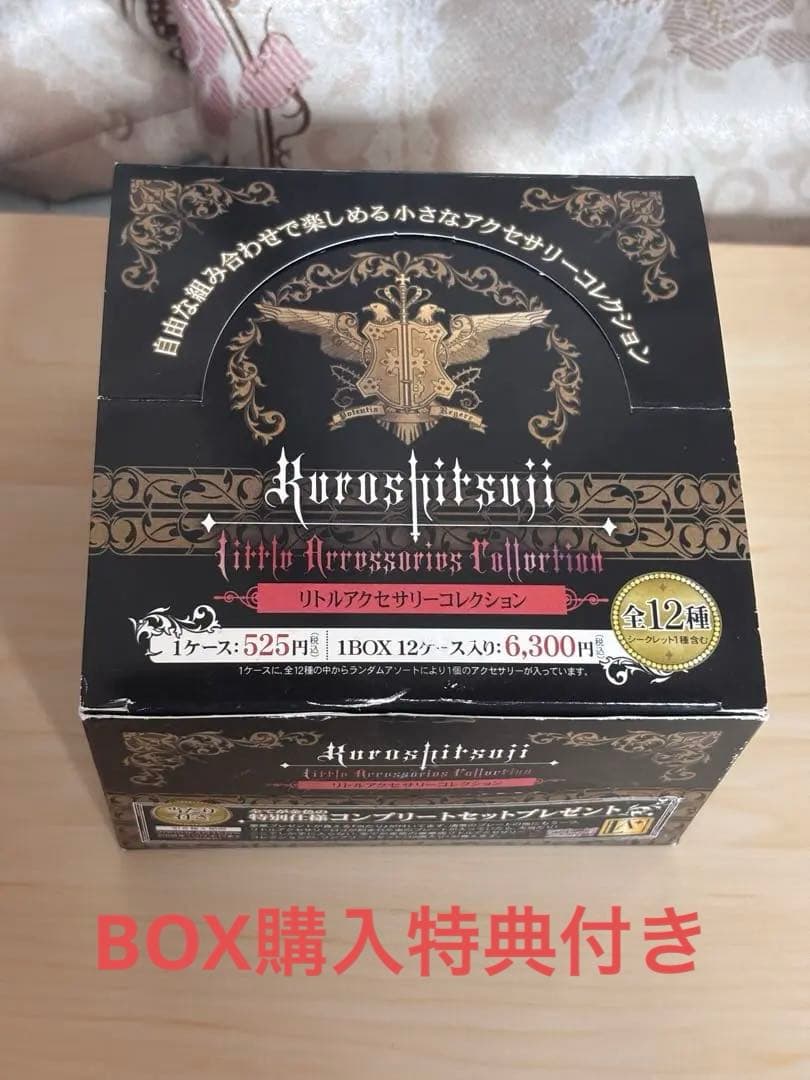 自由な組み合わせで楽しめる小さなアクセサリーコレクション
Potentia Regere
Kuroshitsuji
Little Accessories Collection
リトルアクセサリーコレクション
全12種
シークレット1種含む
1ケース:525円(税込) 1BOX 12ケース入り:6,300円(税込)
1ケースに、全12種の中からランダムアソートにより1個のアクセサリーが入っています。
Kuroshitsuji
Little Accessories Collection
リトルアクセサリーコレクション
特別仕様コンプリートセットプレゼント
BOX購入特典付き